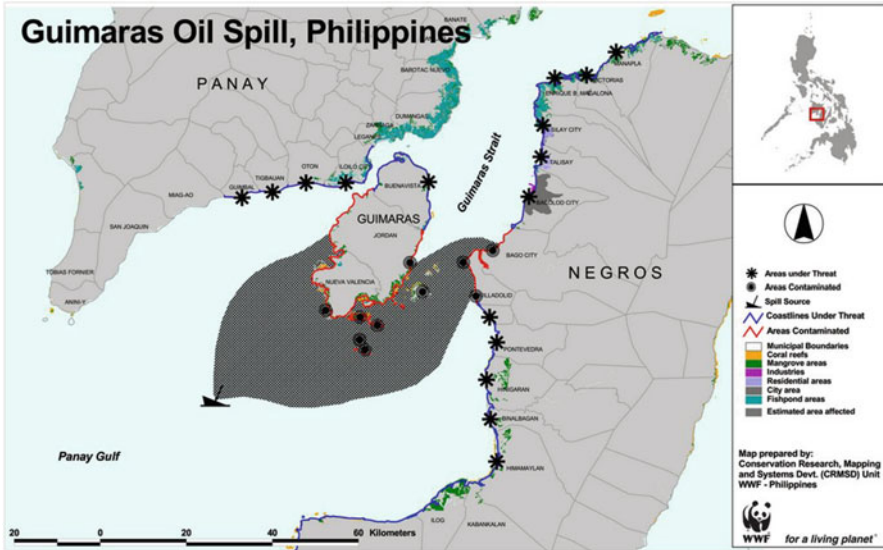 Guimaras Oil Spill, Philippines
BANATE
BAROTAC NUEVO
PANAY
DUMANGAS
ZARRAGA
LEGANES
MANAPLA
VICTORIAS
ENRIQUE B. MAGALONA
SILAY CITY
TALISAY
BACOLOD CITY
OTON
ILOILO CITY
TIGBAUAN
GUIMBAL
MIAG-AO
SAN JOAQUIN
TOBIAS FORNIER
ANINI-Y
BUENAVISTA
Guimaras Strait
GUIMARAS
JORDAN
NUEVA VALENCIA
BAGO CITY
NEGROS
PONTEVEDRA
HINIGARAN
BINALBAGAN
HIMAMAYLAN
ILOG
KABANKALAN
Panay Gulf
20 0 20 40 60
Kilometers
Areas under Threat
Areas Contaminated
Spill Source
Coastlines Under Threat
Areas Contaminated
Municipal Boundaries
Coral reefs
Mangrove areas
Industries
Residential areas
City area
Fishpond areas
Estimated area affected
Map prepared by:
Conservation Research, Mapping
and Systems Devt. (CRMSD) Unit
WWF - Philippines
WWF
for a living planet